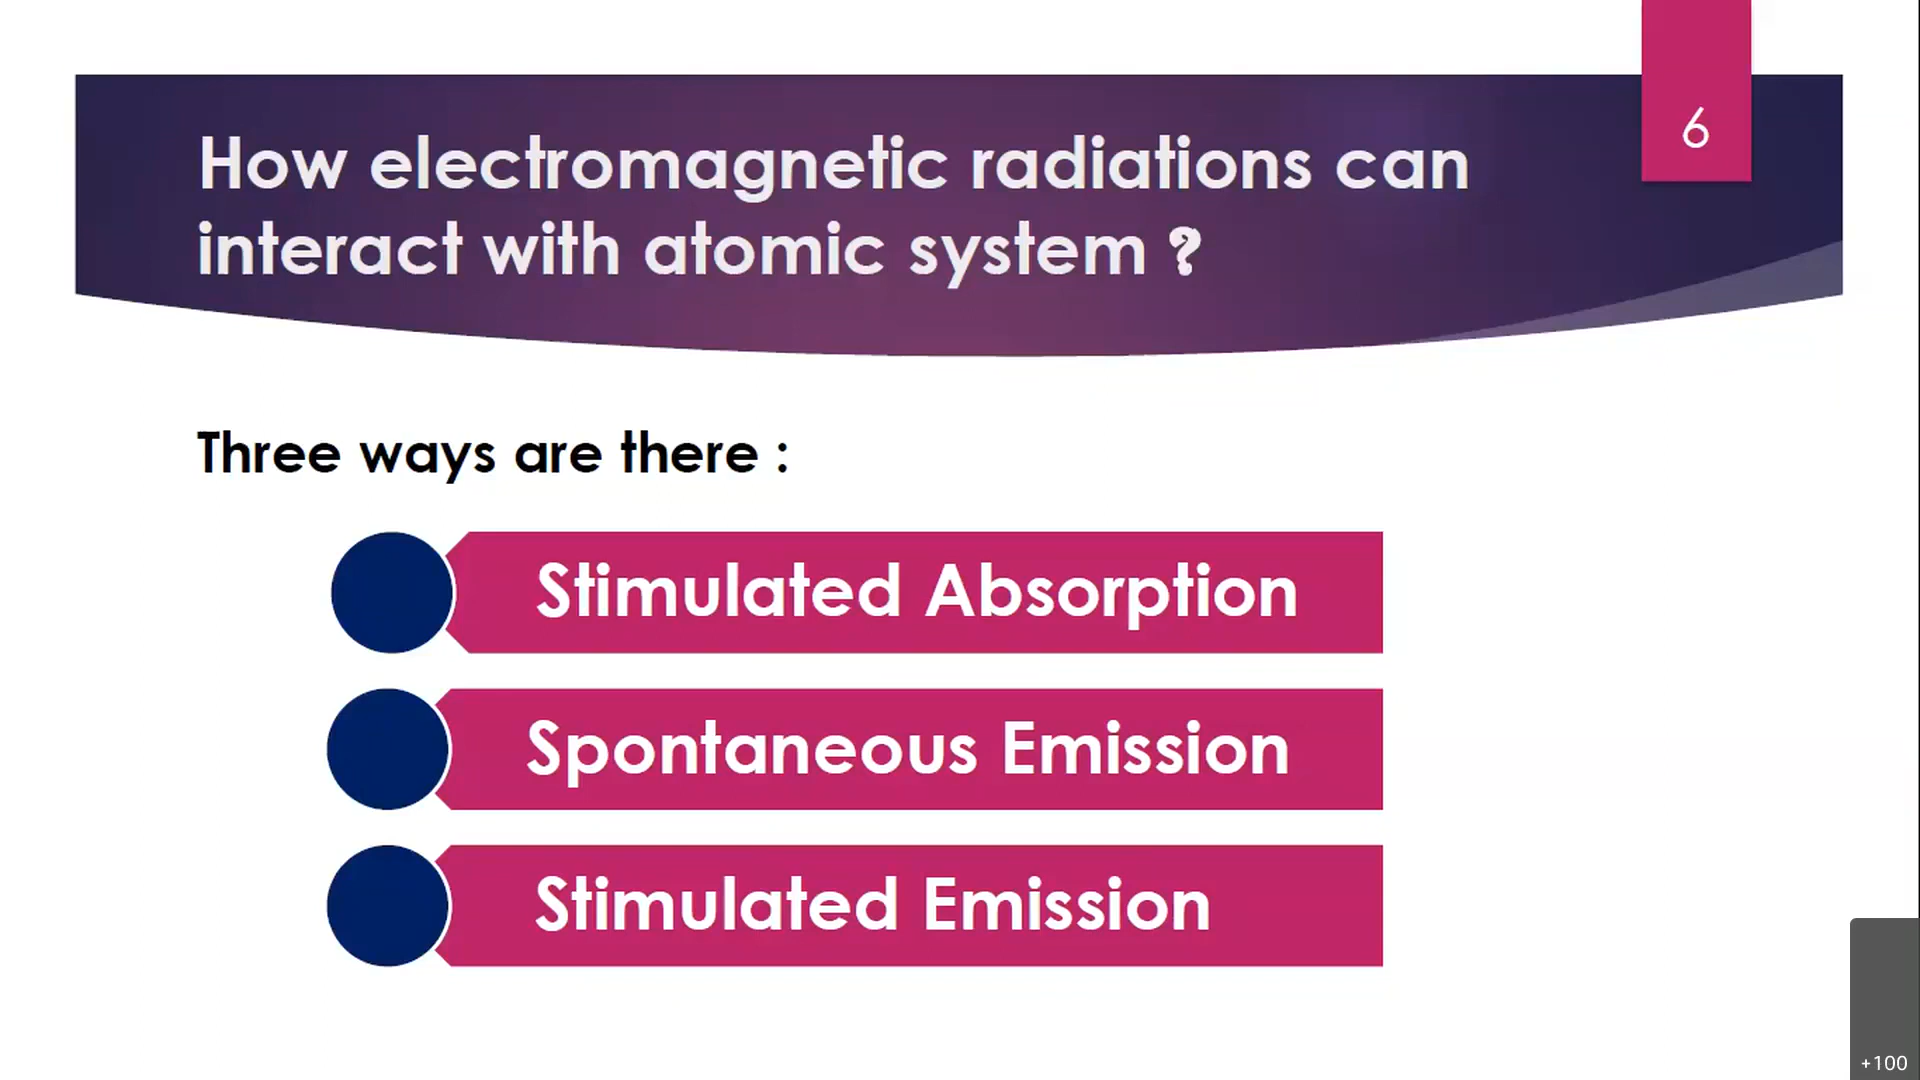 6
How electromagnetic radiations can
interact with atomic system ?
Three ways are there :
Stimulated Absorption
Spontaneous Emission
Stimulated Emission
+100